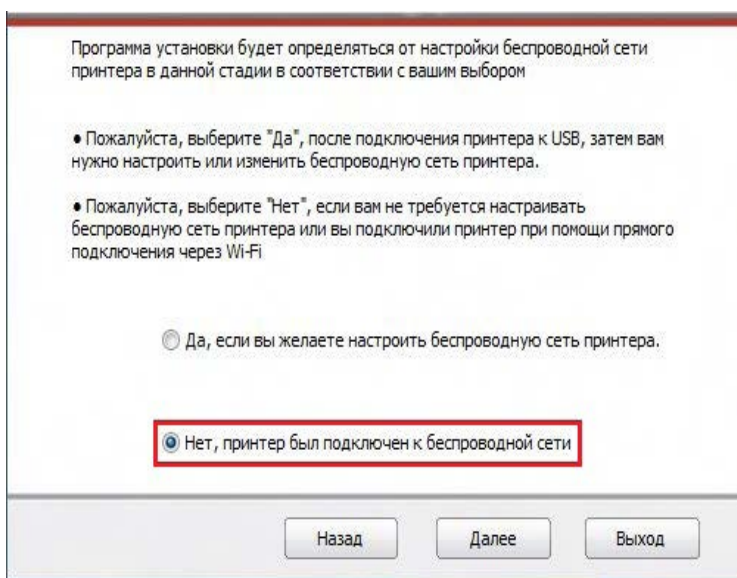 Программа установки будет определяться от настройки беспроводной сети
принтера в данной стадии в соответствии с вашим выбором
• Пожалуйста, выберите "Да", после подключения принтера к USB, затем вам
нужно настроить или изменить беспроводную сеть принтера.
• Пожалуйста, выберите "Нет", если вам не требуется настраивать
беспроводную сеть принтера или вы подключили принтер при помощи прямого
подключения через Wi-Fi
Да, если вы желаете настроить беспроводную сеть принтера.
Нет, принтер был подключен к беспроводной сети
Назад Далее Выход